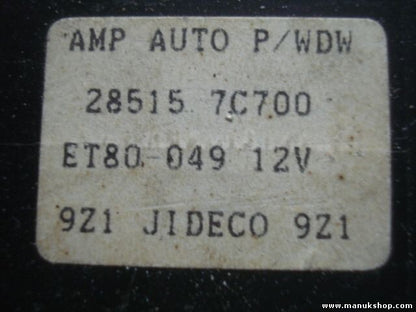 AMP AUTO P/WDW
28515 7C700
ET80-049 12V
9Z1 JIDECO 9Z1
www.manukshop.com